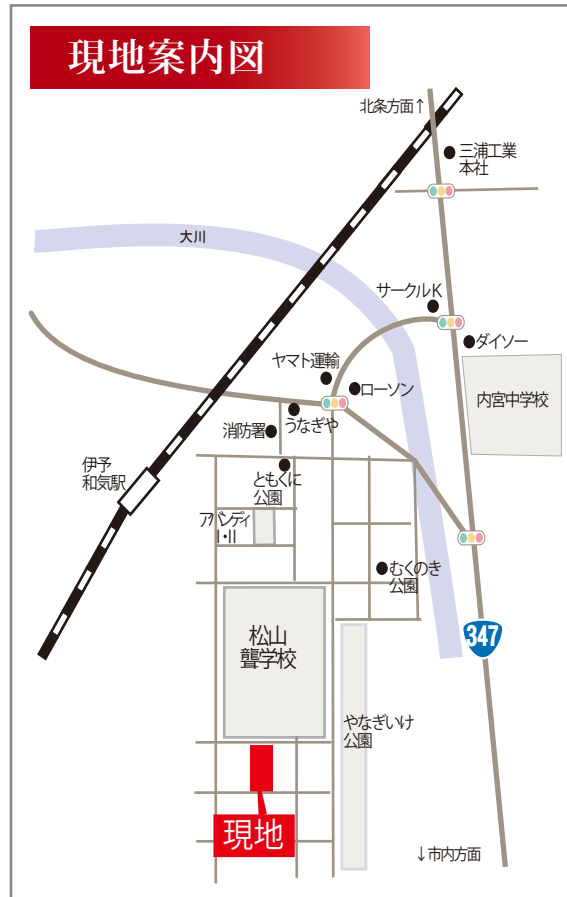 現地案内図
北条方面↑
三浦工業
本社
大川
サークルK
ダイソー
ヤマト運輸
ローソン
内宮中学校
うなぎや
消防署
伊予
和気駅
ともくに
公園
アバンディ
I・II
むくのき
公園
347
松山
聾学校
やなぎいけ
公園
現地
↓市内方面